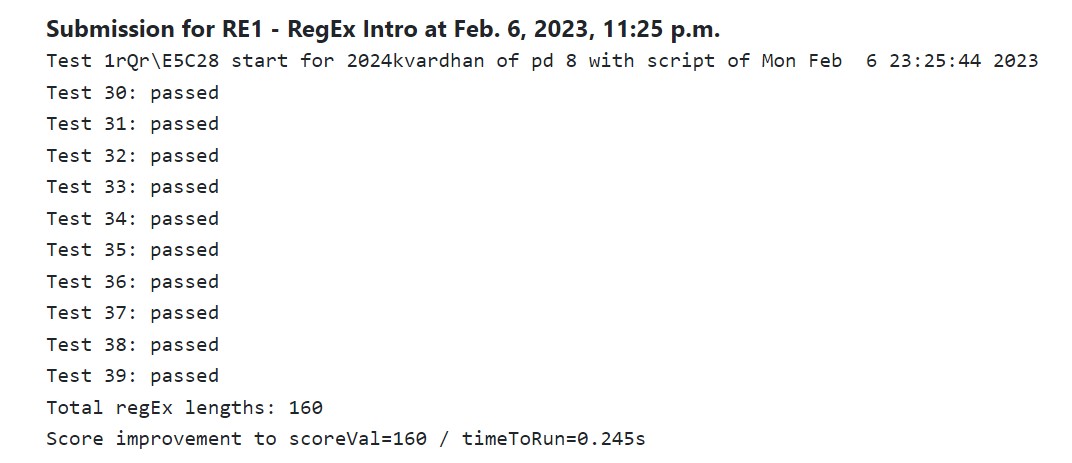 Submission for RE1 - RegEx Intro at Feb. 6, 2023, 11:25 p.m.
Test 1rQr\E5C28 start for 2024kvardhan of pd 8 with script of Mon Feb  6 23:25:44 2023
Test 30: passed
Test 31: passed
Test 32: passed
Test 33: passed
Test 34: passed
Test 35: passed
Test 36: passed
Test 37: passed
Test 38: passed
Test 39: passed
Total regEx lengths: 160
Score improvement to scoreVal=160 / timeToRun=0.245s